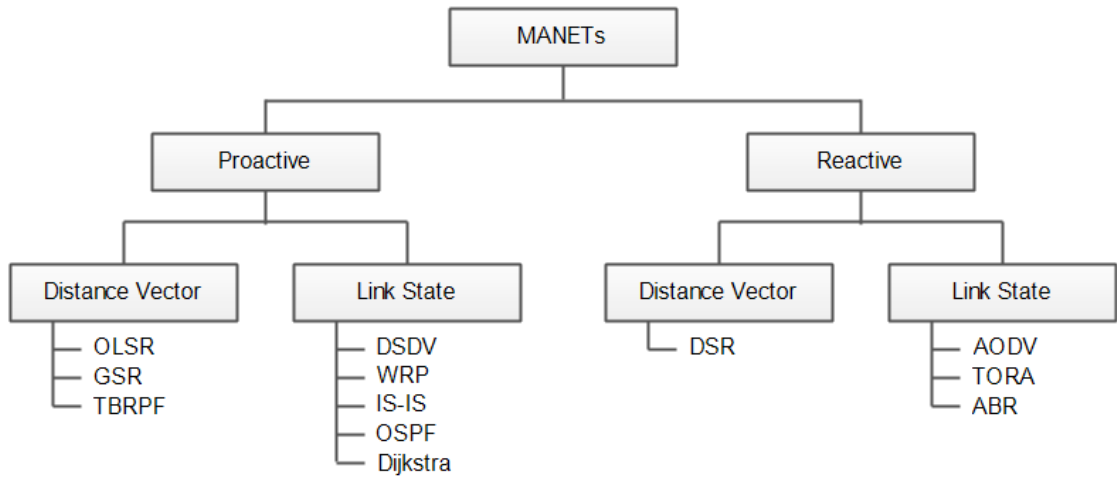 MANETs
Proactive
Reactive
Distance Vector
Link State
Distance Vector
Link State
OLSR
GSR
TBRPF
DSDV
WRP
IS-IS
OSPF
Dijkstra
DSR
AODV
TORA
ABR